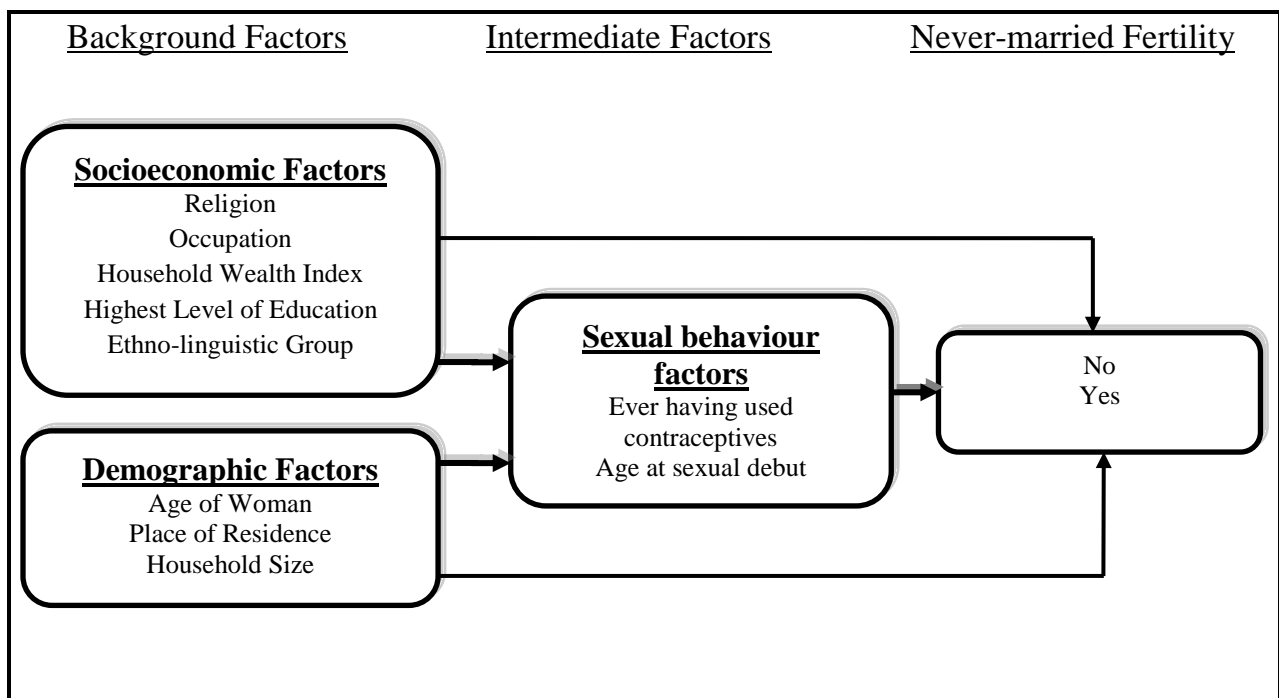 Background Factors
Intermediate Factors
Never-married Fertility
Socioeconomic Factors
Religion
Occupation
Household Wealth Index
Highest Level of Education
Ethno-linguistic Group
Demographic Factors
Age of Woman
Place of Residence
Household Size
Sexual behaviour
factors
Ever having used
contraceptives
Age at sexual debut
No
Yes